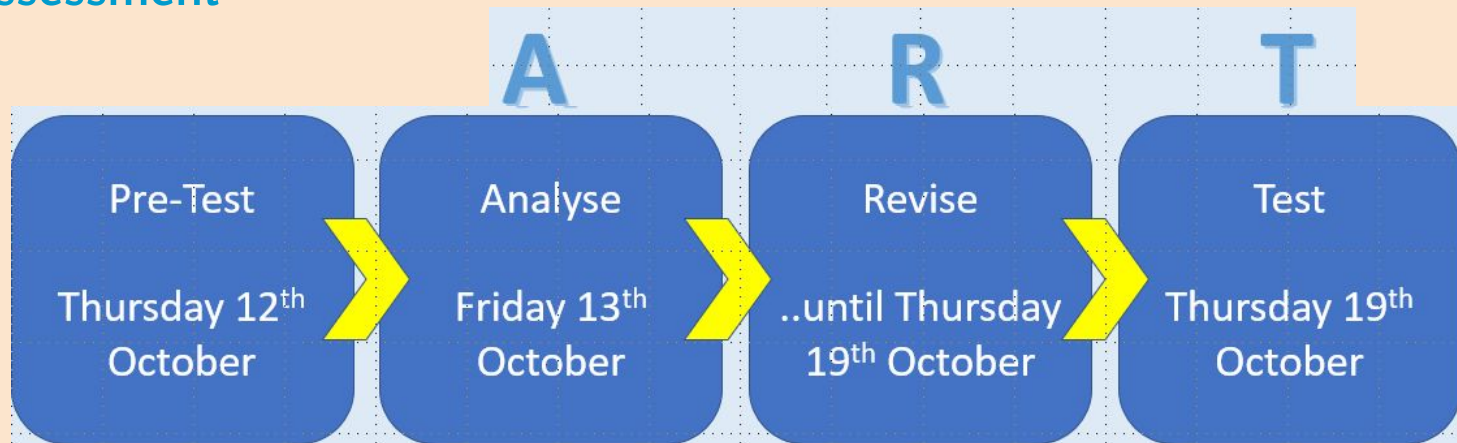 A R T
Pre-Test
Thursday 12th
October
Analyse
Friday 13th
October
Revise
..until Thursday
19th October
Test
Thursday 19th
October